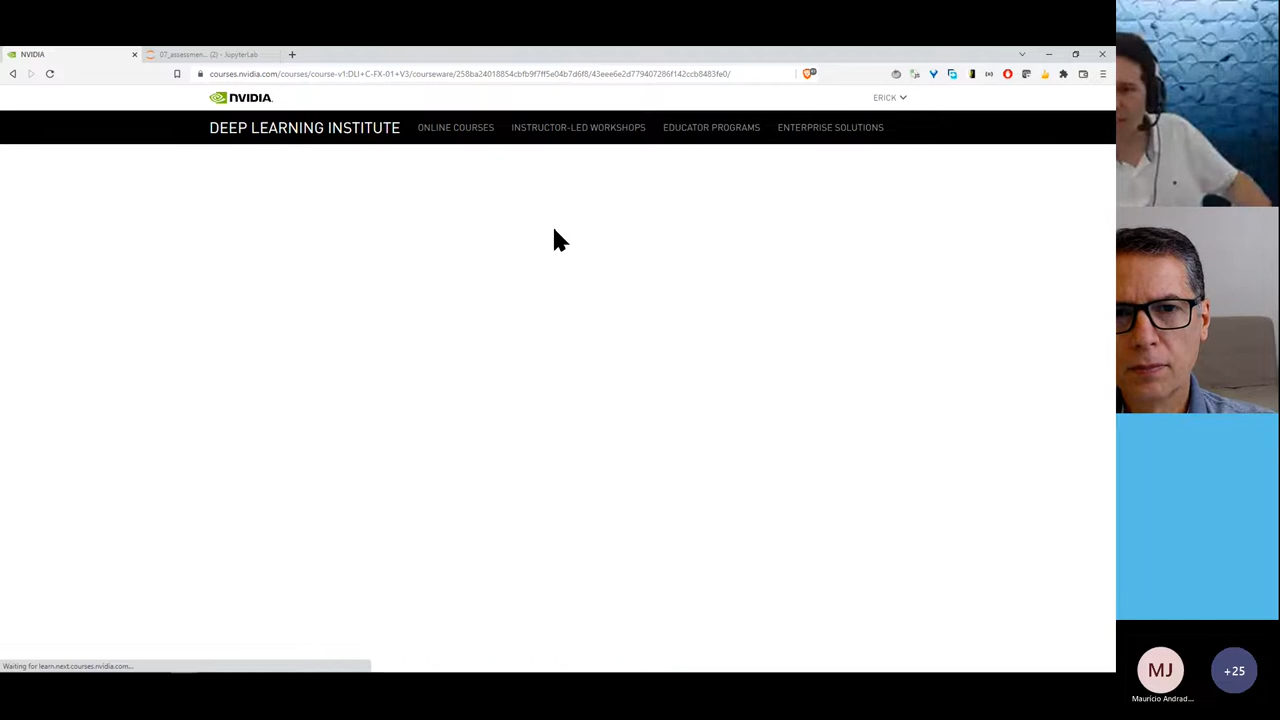 NVIDIA
07_assessmen... (2) - JupyterLab
courses.nvidia.com/courses/course-v1:DLI+C-FX-01+V3/courseware/258ba24018854cbfb9f7ff5e04b7d6f8/43eee6e2d779407286f142ccb8483fe0/
NVIDIA.
ERICK
DEEP LEARNING INSTITUTE
ONLINE COURSES
INSTRUCTOR-LED WORKSHOPS
EDUCATOR PROGRAMS
ENTERPRISE SOLUTIONS
Waiting for learn.next.courses.nvidia.com...
MJ
+25
Maurício Andrad...